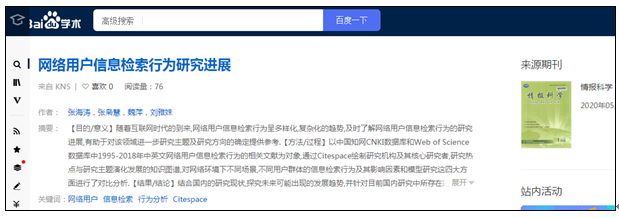 Bai du 学术
高级搜索
百度一下
网络用户信息检索行为研究进展
来自 KNS | ♡ 喜欢 0 阅读量：76
作者： 张海涛，张枭慧，魏萍，刘雅姝
摘要： 【目的/意义】随着互联网时代的到来,网络用户信息检索行为呈多样化,复杂化的趋势,及时了解网络用户信息检索行为的研究
进展,有助于对该领域进一步研究主题及研究方向的确定提供参考.【方法/过程】以中国知网CNKI数据库和Web of Science
数据库中1995-2018年中英文网络用户信息检索行为的相关文献为对象,通过Citespace绘制研究机构及其核心研究者,研究热
点与研究主题演化发展的知识图谱,对网络环境下不同场景,不同用户群体的信息检索行为及其影响因素和模型研究这四大方
面进行了对比分析.【结果/结论】结合国内的研究现状,探究未来可能出现的发展趋势,并针对目前国内研究中所存在
展开
关键词： 网络用户 信息检索 行为分析 Citespace
来源期刊
情报科学
情报科学
2020年05
站内活动